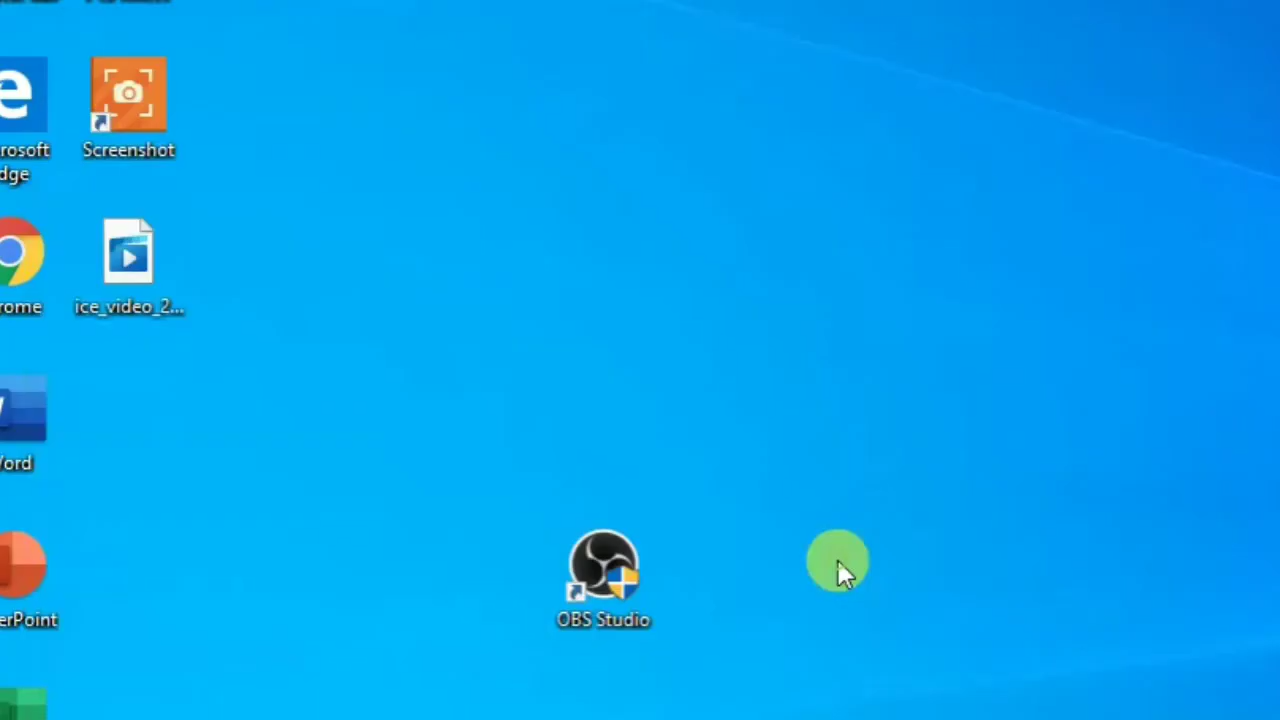 rosoft
dge
Screenshot
rome
ice_video_2...
Word
erPoint
OBS Studio